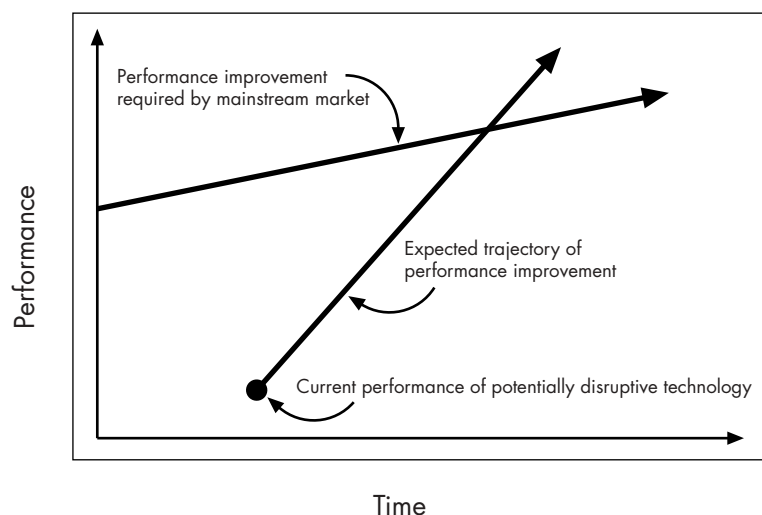 Performance improvement
required by mainstream market
Performance
Expected trajectory of
performance improvement
Current performance of potentially disruptive technology
Time